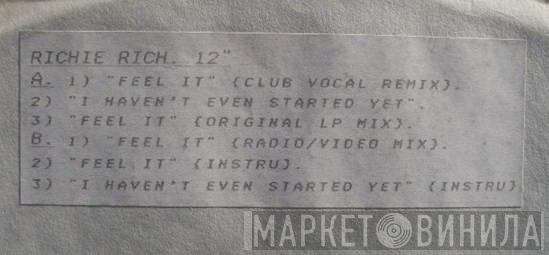 RICHIE RICH. 12"
A. 1) "FEEL IT" (CLUB VOCAL REMIX).
2) "I HAVEN'T EVEN STARTED YET".
3) "FEEL IT" (ORIGINAL LP MIX).
B. 1) "FEEL IT" (RADIO/VIDEO MIX).
2) "FEEL IT" (INSTRU).
3) "I HAVEN'T EVEN STARTED YET" (INSTRU)
МАРКЕТ ВИНИЛА